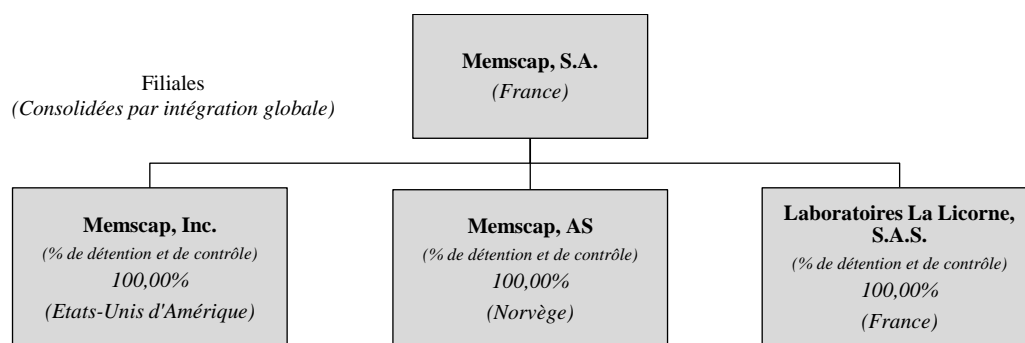 Memscap, S.A.
(France)
Filiales
(Consolidées par intégration globale)
Memscap, Inc.
(% de détention et de contrôle)
100,00%
(Etats-Unis d'Amérique)
Memscap, AS
(% de détention et de contrôle)
100,00%
(Norvège)
Laboratoires La Licorne,
S.A.S.
(% de détention et de contrôle)
100,00%
(France)